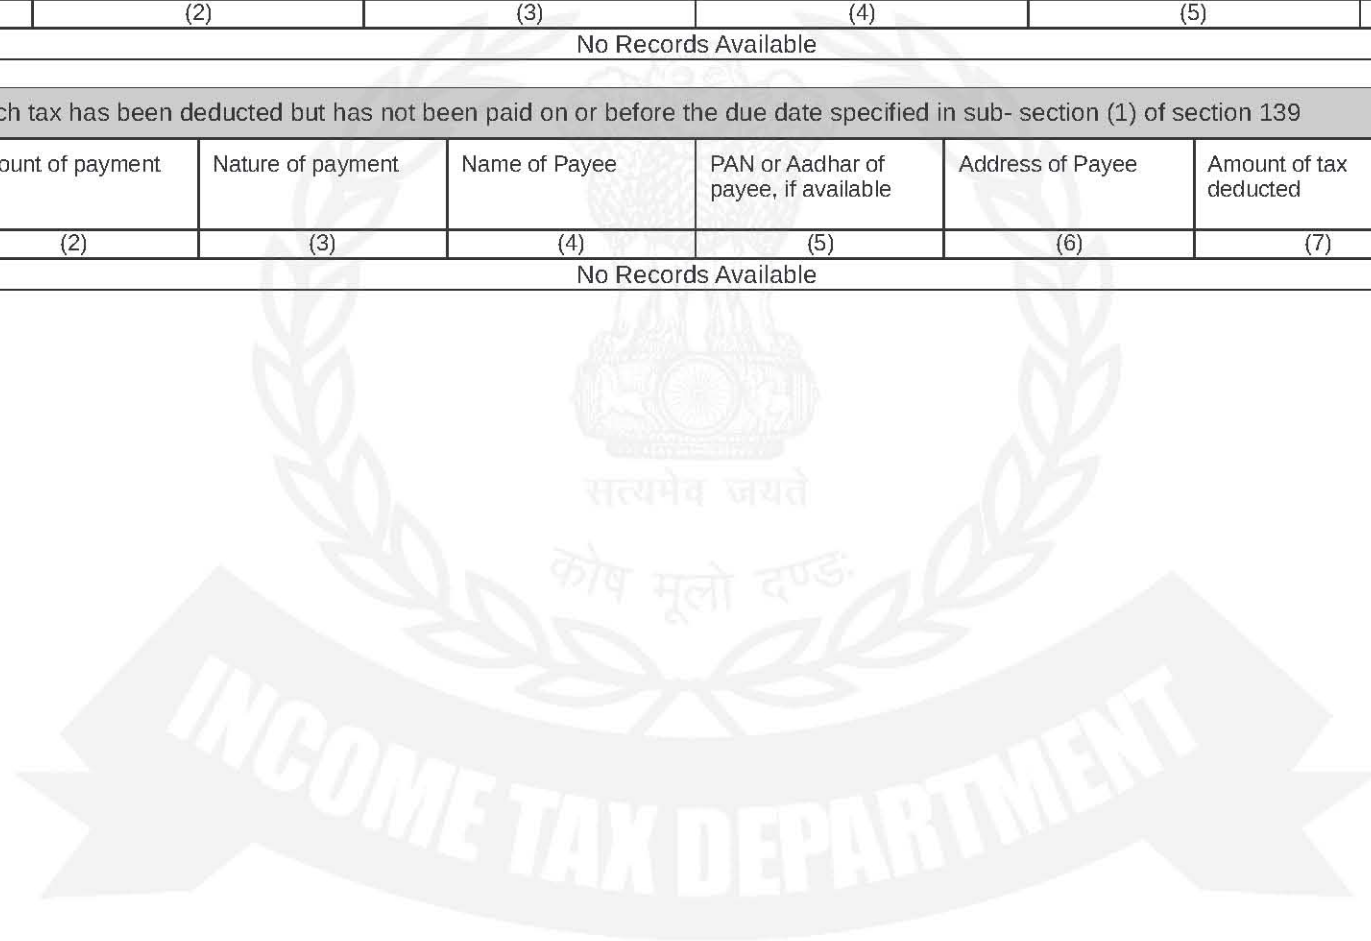 (2) (3) (4) (5)
No Records Available
ch tax has been deducted but has not been paid on or before the due date specified in sub- section (1) of section 139
ount of payment Nature of payment Name of Payee PAN or Aadhar of Address of Payee Amount of tax
payee, if available deducted
(2) (3) (4) (5) (6) (7)
No Records Available
सत्यमेव जयते
कोष मूलो दण्डः
INCOME TAX DEPARTMENT